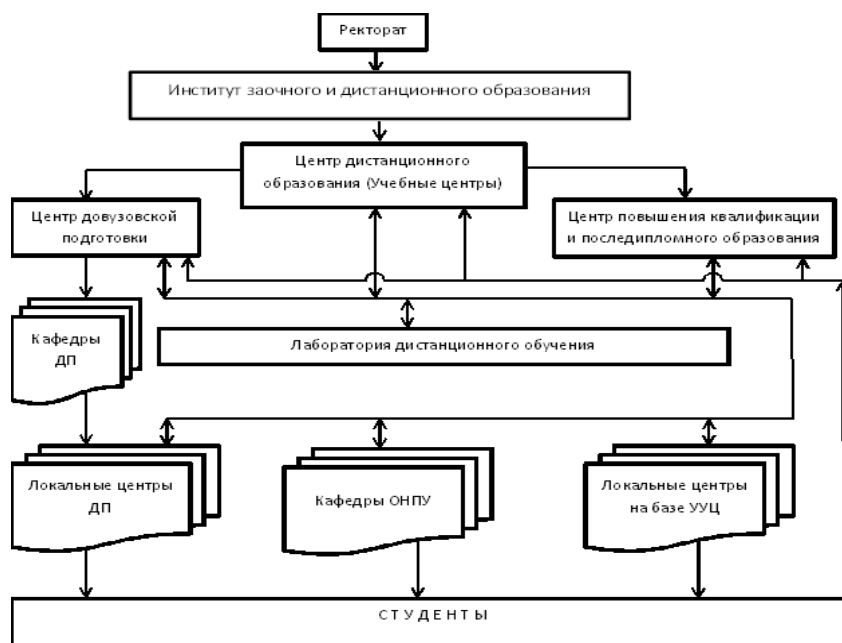 Ректорат
Институт заочного и дистанционного образования
Центр дистанционного
образования (Учебные центры)
Центр довузовской
подготовки
Центр повышения квалификации
и последипломного образования
Кафедры
ДП
Лаборатория дистанционного обучения
Локальные центры
ДП
Кафедры ОНПУ
Локальные центры
на базе УУЦ
СТУДЕНТЫ